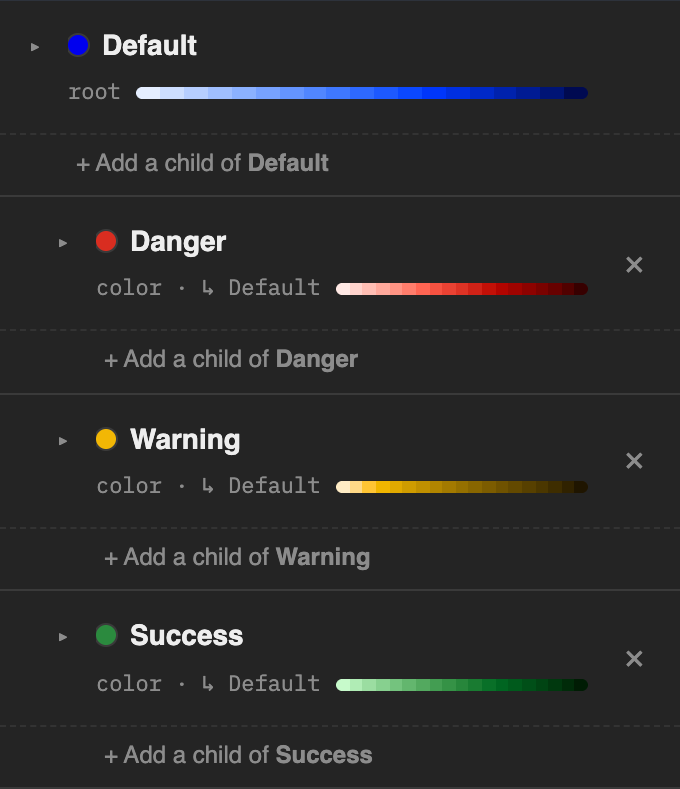 Default
root
+ Add a child of Default
Danger
color · ↳ Default
+ Add a child of Danger
Warning
color · ↳ Default
+ Add a child of Warning
Success
color · ↳ Default
+ Add a child of Success